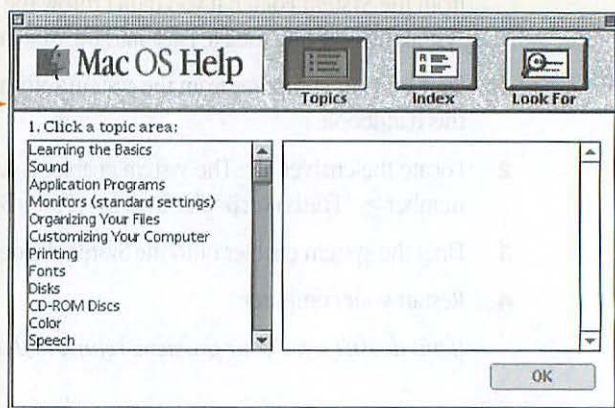 Mac OS Help
Topics
Index
Look For
1. Click a topic area:
Learning the Basics
Sound
Application Programs
Monitors (standard settings)
Organizing Your Files
Customizing Your Computer
Printing
Fonts
Disks
CD-ROM Discs
Color
Speech
OK